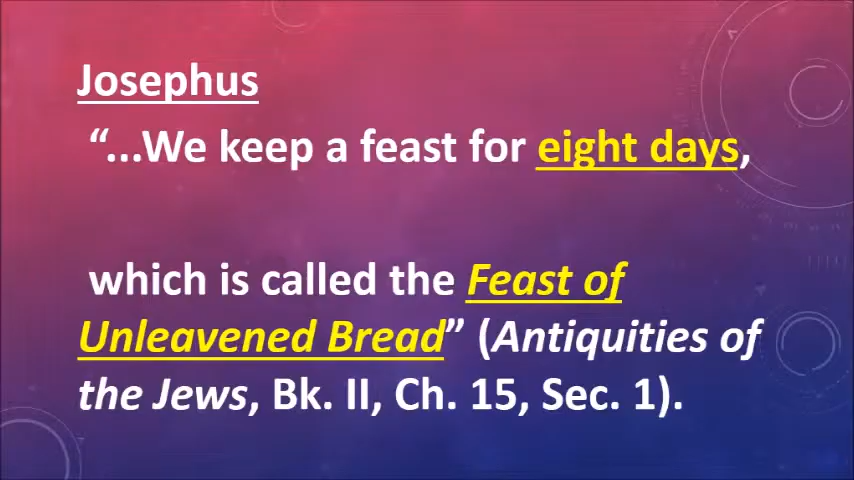 Josephus
“...We keep a feast for eight days,
which is called the Feast of
Unleavened Bread” (Antiquities of
the Jews, Bk. II, Ch. 15, Sec. 1).